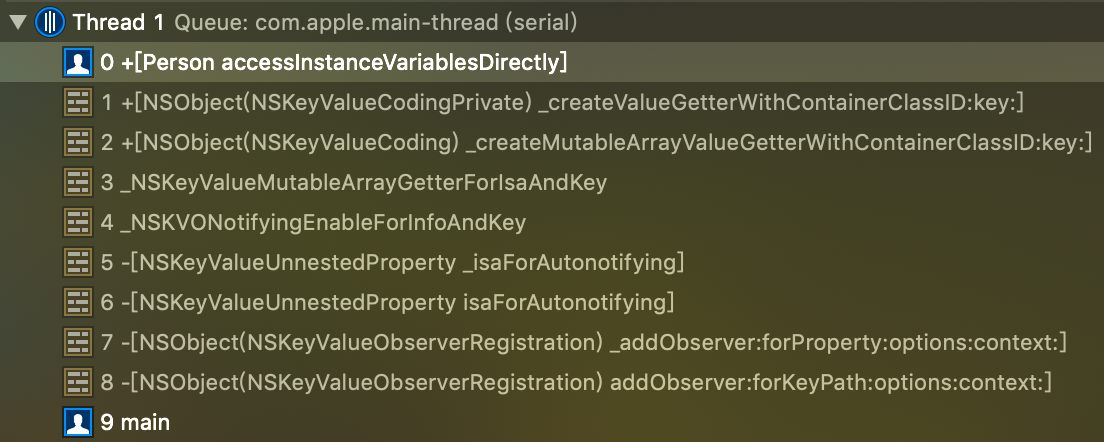 Thread 1 Queue: com.apple.main-thread (serial)
0 +[Person accessInstanceVariablesDirectly]
1 +[NSObject(NSKeyValueCodingPrivate) _createValueGetterWithContainerClassID:key:]
2 +[NSObject(NSKeyValueCoding) _createMutableArrayValueGetterWithContainerClassID:key:]
3 _NSKeyValueMutableArrayGetterForIsaAndKey
4 _NSKVONotifyingEnableForInfoAndKey
5 -[NSKeyValueUnnestedProperty _isaForAutonotifying]
6 -[NSKeyValueUnnestedProperty isaForAutonotifying]
7 -[NSObject(NSKeyValueObserverRegistration) _addObserver:forProperty:options:context:]
8 -[NSObject(NSKeyValueObserverRegistration) addObserver:forKeyPath:options:context:]
9 main